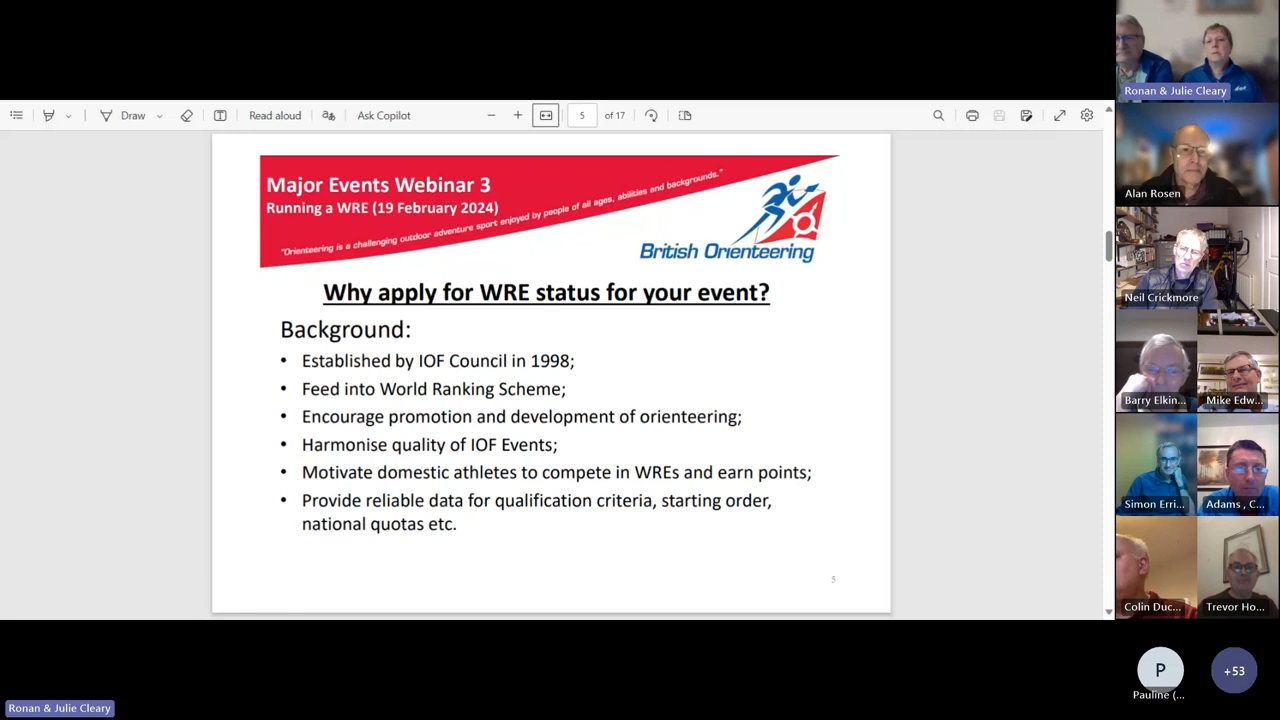 Draw
Read aloud
Ask Copilot
5
of 17
Major Events Webinar 3
Running a WRE (19 February 2024)
"Orienteering is a challenging outdoor adventure sport enjoyed by people of all ages, abilities and backgrounds."
British Orienteering
Why apply for WRE status for your event?
Background:
• Established by IOF Council in 1998;
• Feed into World Ranking Scheme;
• Encourage promotion and development of orienteering;
• Harmonise quality of IOF Events;
• Motivate domestic athletes to compete in WREs and earn points;
• Provide reliable data for qualification criteria, starting order,
national quotas etc.
5
Ronan & Julie Cleary
Alan Rosen
Neil Crickmore
Barry Elkin...
Mike Edw...
Simon Erri...
Adams , C...
Colin Duc...
Trevor Ho...
P
Pauline (...
+53
Ronan & Julie Cleary